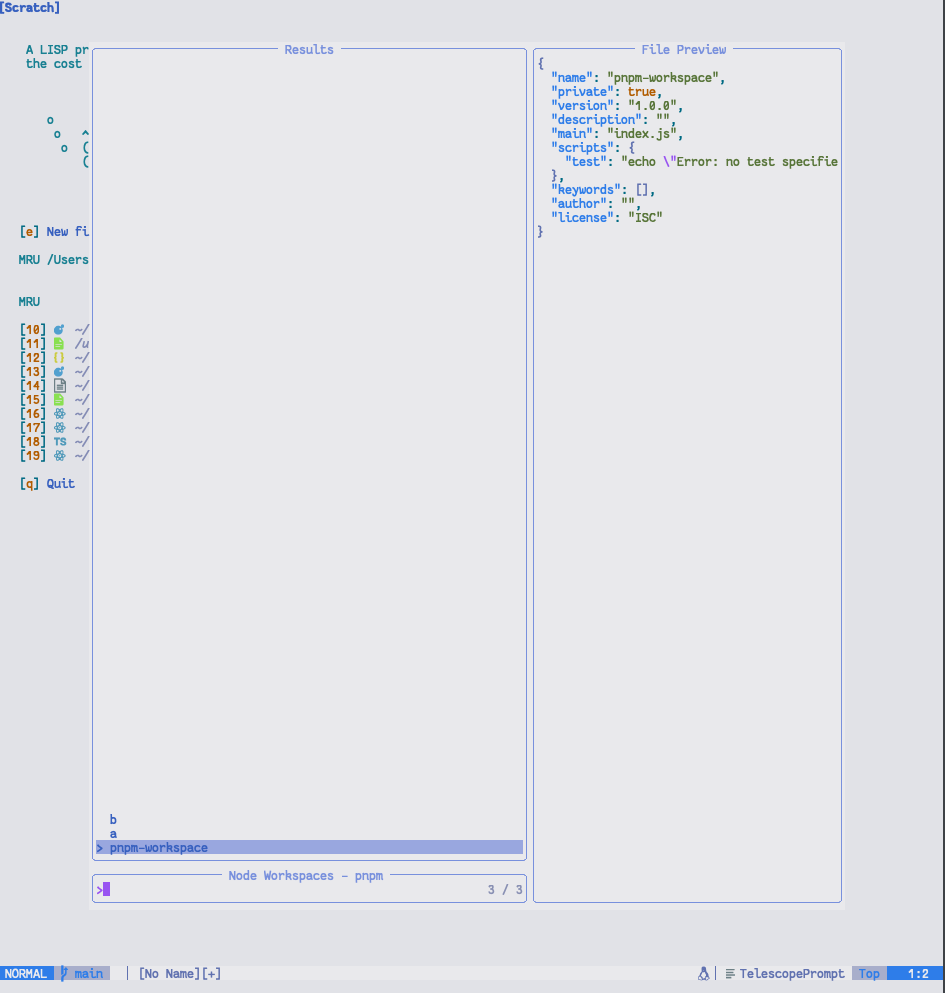 [Scratch]
A LISP pr
the cost
o
o ^
o (
(
[e] New fi
MRU /Users
MRU
[10] ~/
[11] /u
[12] {} ~/
[13] ~/
[14] ~/
[15] ~/
[16] ~/
[17] ~/
[18] TS ~/
[19] ~/
[q] Quit
Results
b
a
> pnpm-workspace
Node Workspaces - pnpm
> 3 / 3
File Preview
{
"name": "pnpm-workspace",
"private": true,
"version": "1.0.0",
"description": "",
"main": "index.js",
"scripts": {
"test": "echo \"Error: no test specifie
},
"keywords": [],
"author": "",
"license": "ISC"
}
NORMAL main | [No Name][+] | TelescopePrompt Top 1:2